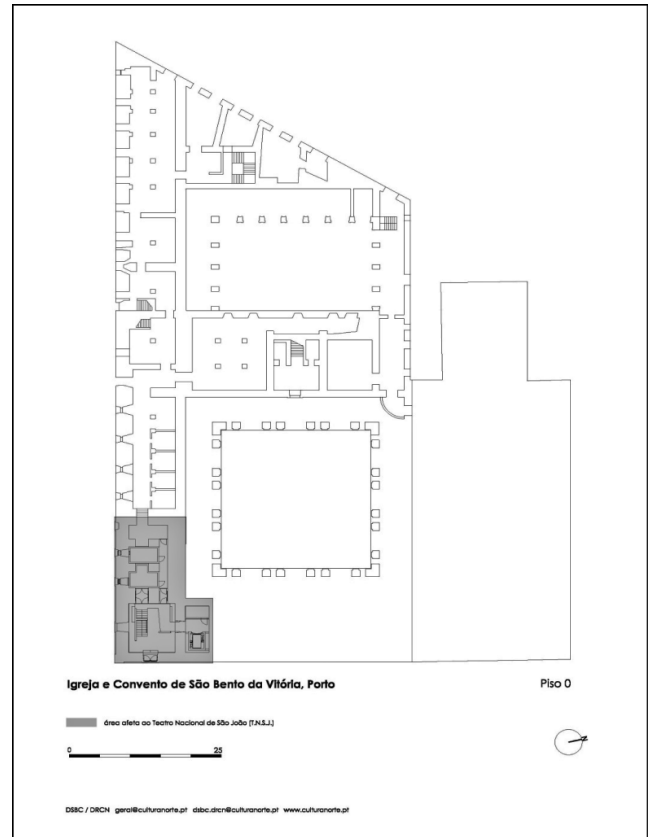 Igreja e Convento de São Bento da Vitória, Porto
Piso 0
área afeta ao Teatro Nacional de São João (T.N.S.J.)
0 25
DSBC / DRCN geral@culturanorte.pt dsbc.drcn@culturanorte.pt www.culturanorte.pt